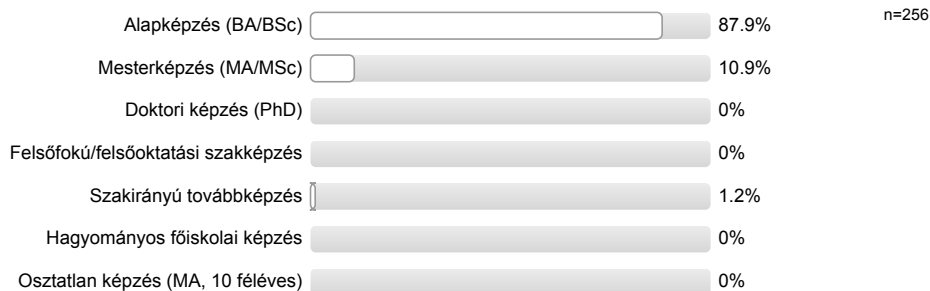 Alapképzés (BA/BSc) 87.9% n=256
Mesterképzés (MA/MSc) 10.9%
Doktori képzés (PhD) 0%
Felsőfokú/felsőoktatási szakképzés 0%
Szakirányú továbbképzés 1.2%
Hagyományos főiskolai képzés 0%
Osztatlan képzés (MA, 10 féléves) 0%